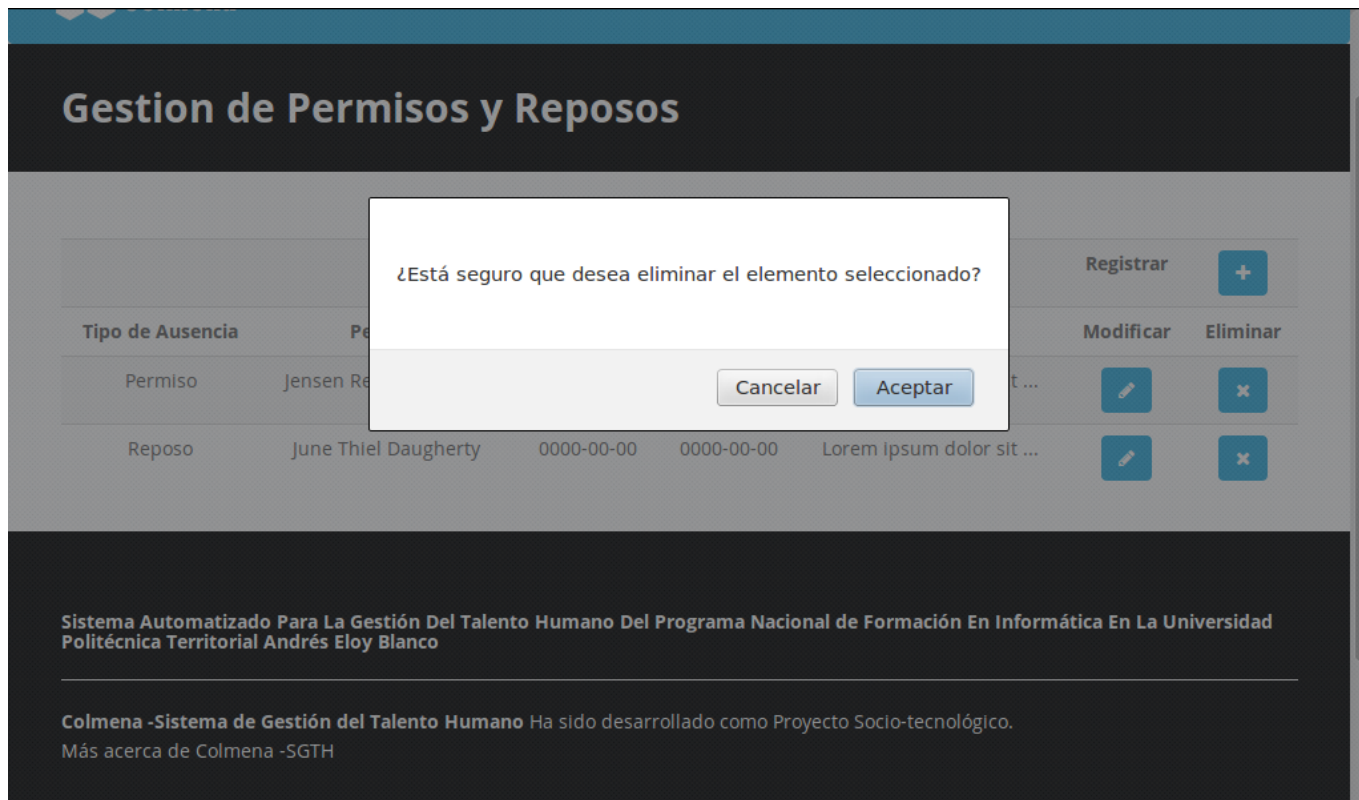 Gestion de Permisos y Reposos
¿Está seguro que desea eliminar el elemento seleccionado?
Cancelar Aceptar
Registrar
Tipo de Ausencia Modificar Eliminar
Permiso Jensen ...
Reposo June Thiel Daugherty 0000-00-00 0000-00-00 Lorem ipsum dolor sit ...
Sistema Automatizado Para La Gestión Del Talento Humano Del Programa Nacional de Formación En Informática En La Universidad
Politécnica Territorial Andrés Eloy Blanco
Colmena -Sistema de Gestión del Talento Humano Ha sido desarrollado como Proyecto Socio-tecnológico.
Más acerca de Colmena -SGTH